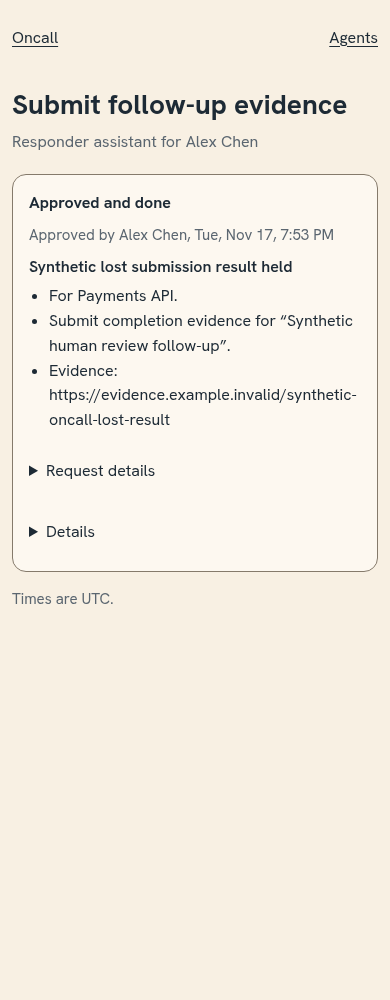 Oncall
Agents
Submit follow-up evidence
Responder assistant for Alex Chen
Approved and done
Approved by Alex Chen, Tue, Nov 17, 7:53 PM
Synthetic lost submission result held
For Payments API.
Submit completion evidence for “Synthetic
human review follow-up”.
Evidence:
https://evidence.example.invalid/synthetic-
oncall-lost-result
Request details
Details
Times are UTC.